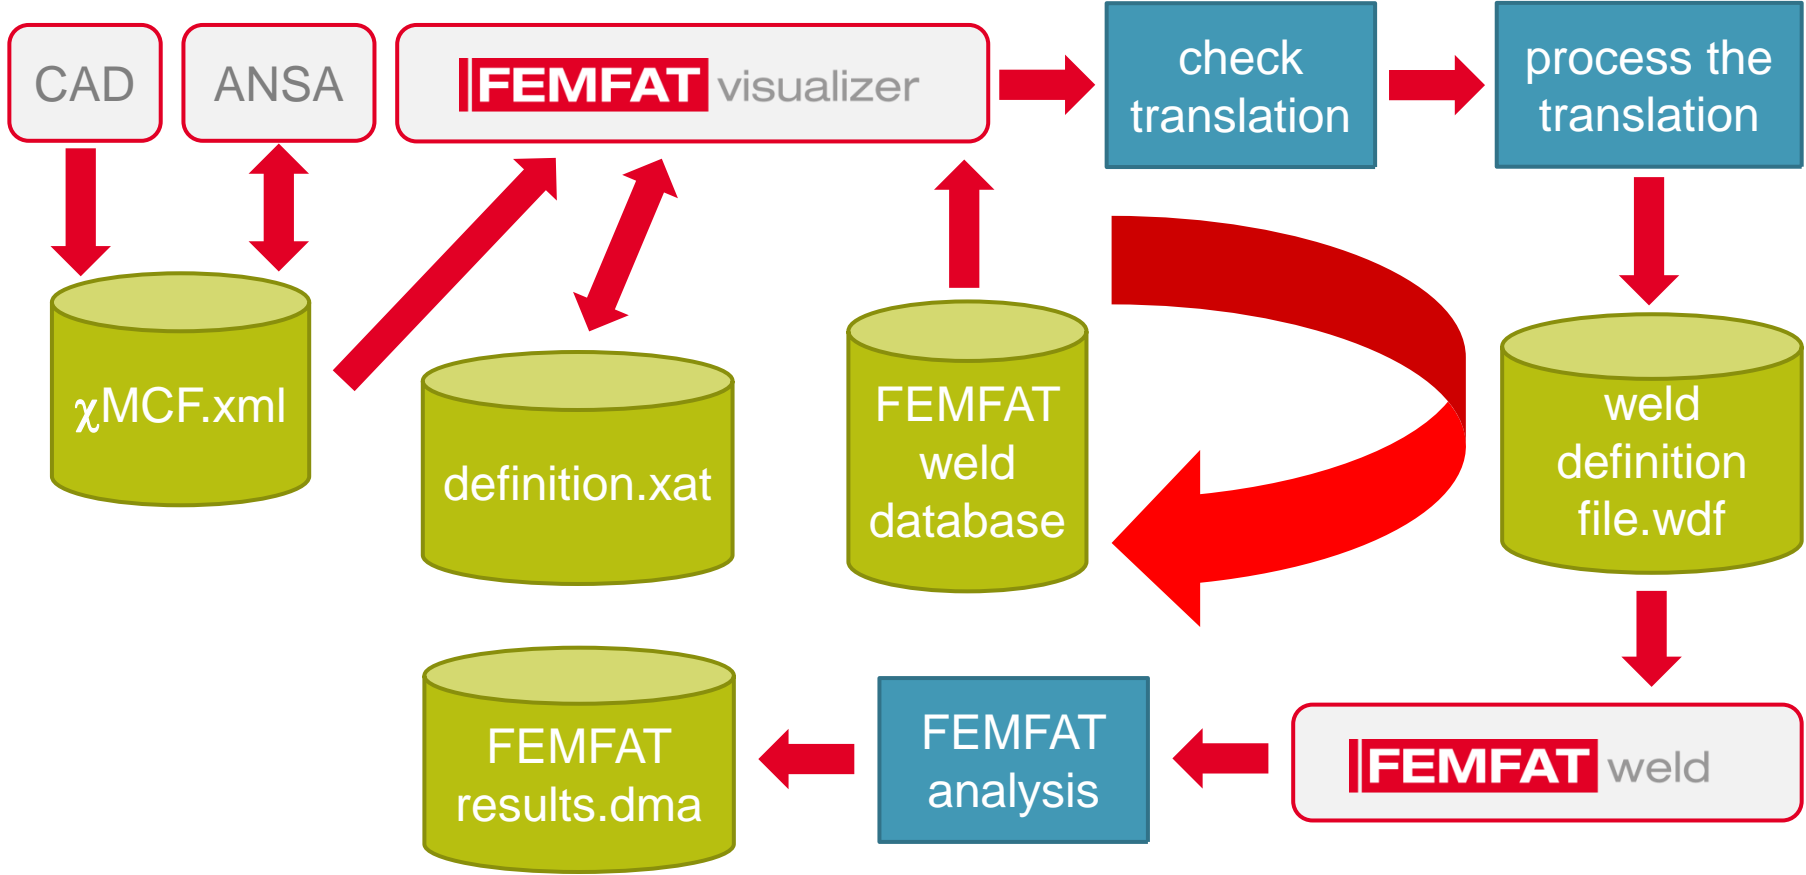 CAD
ANSA
FEMFAT visualizer
check
translation
process the
translation
χMCF.xml
definition.xat
FEMFAT
weld
database
weld
definition
file.wdf
FEMFAT
results.dma
FEMFAT
analysis
FEMFAT weld